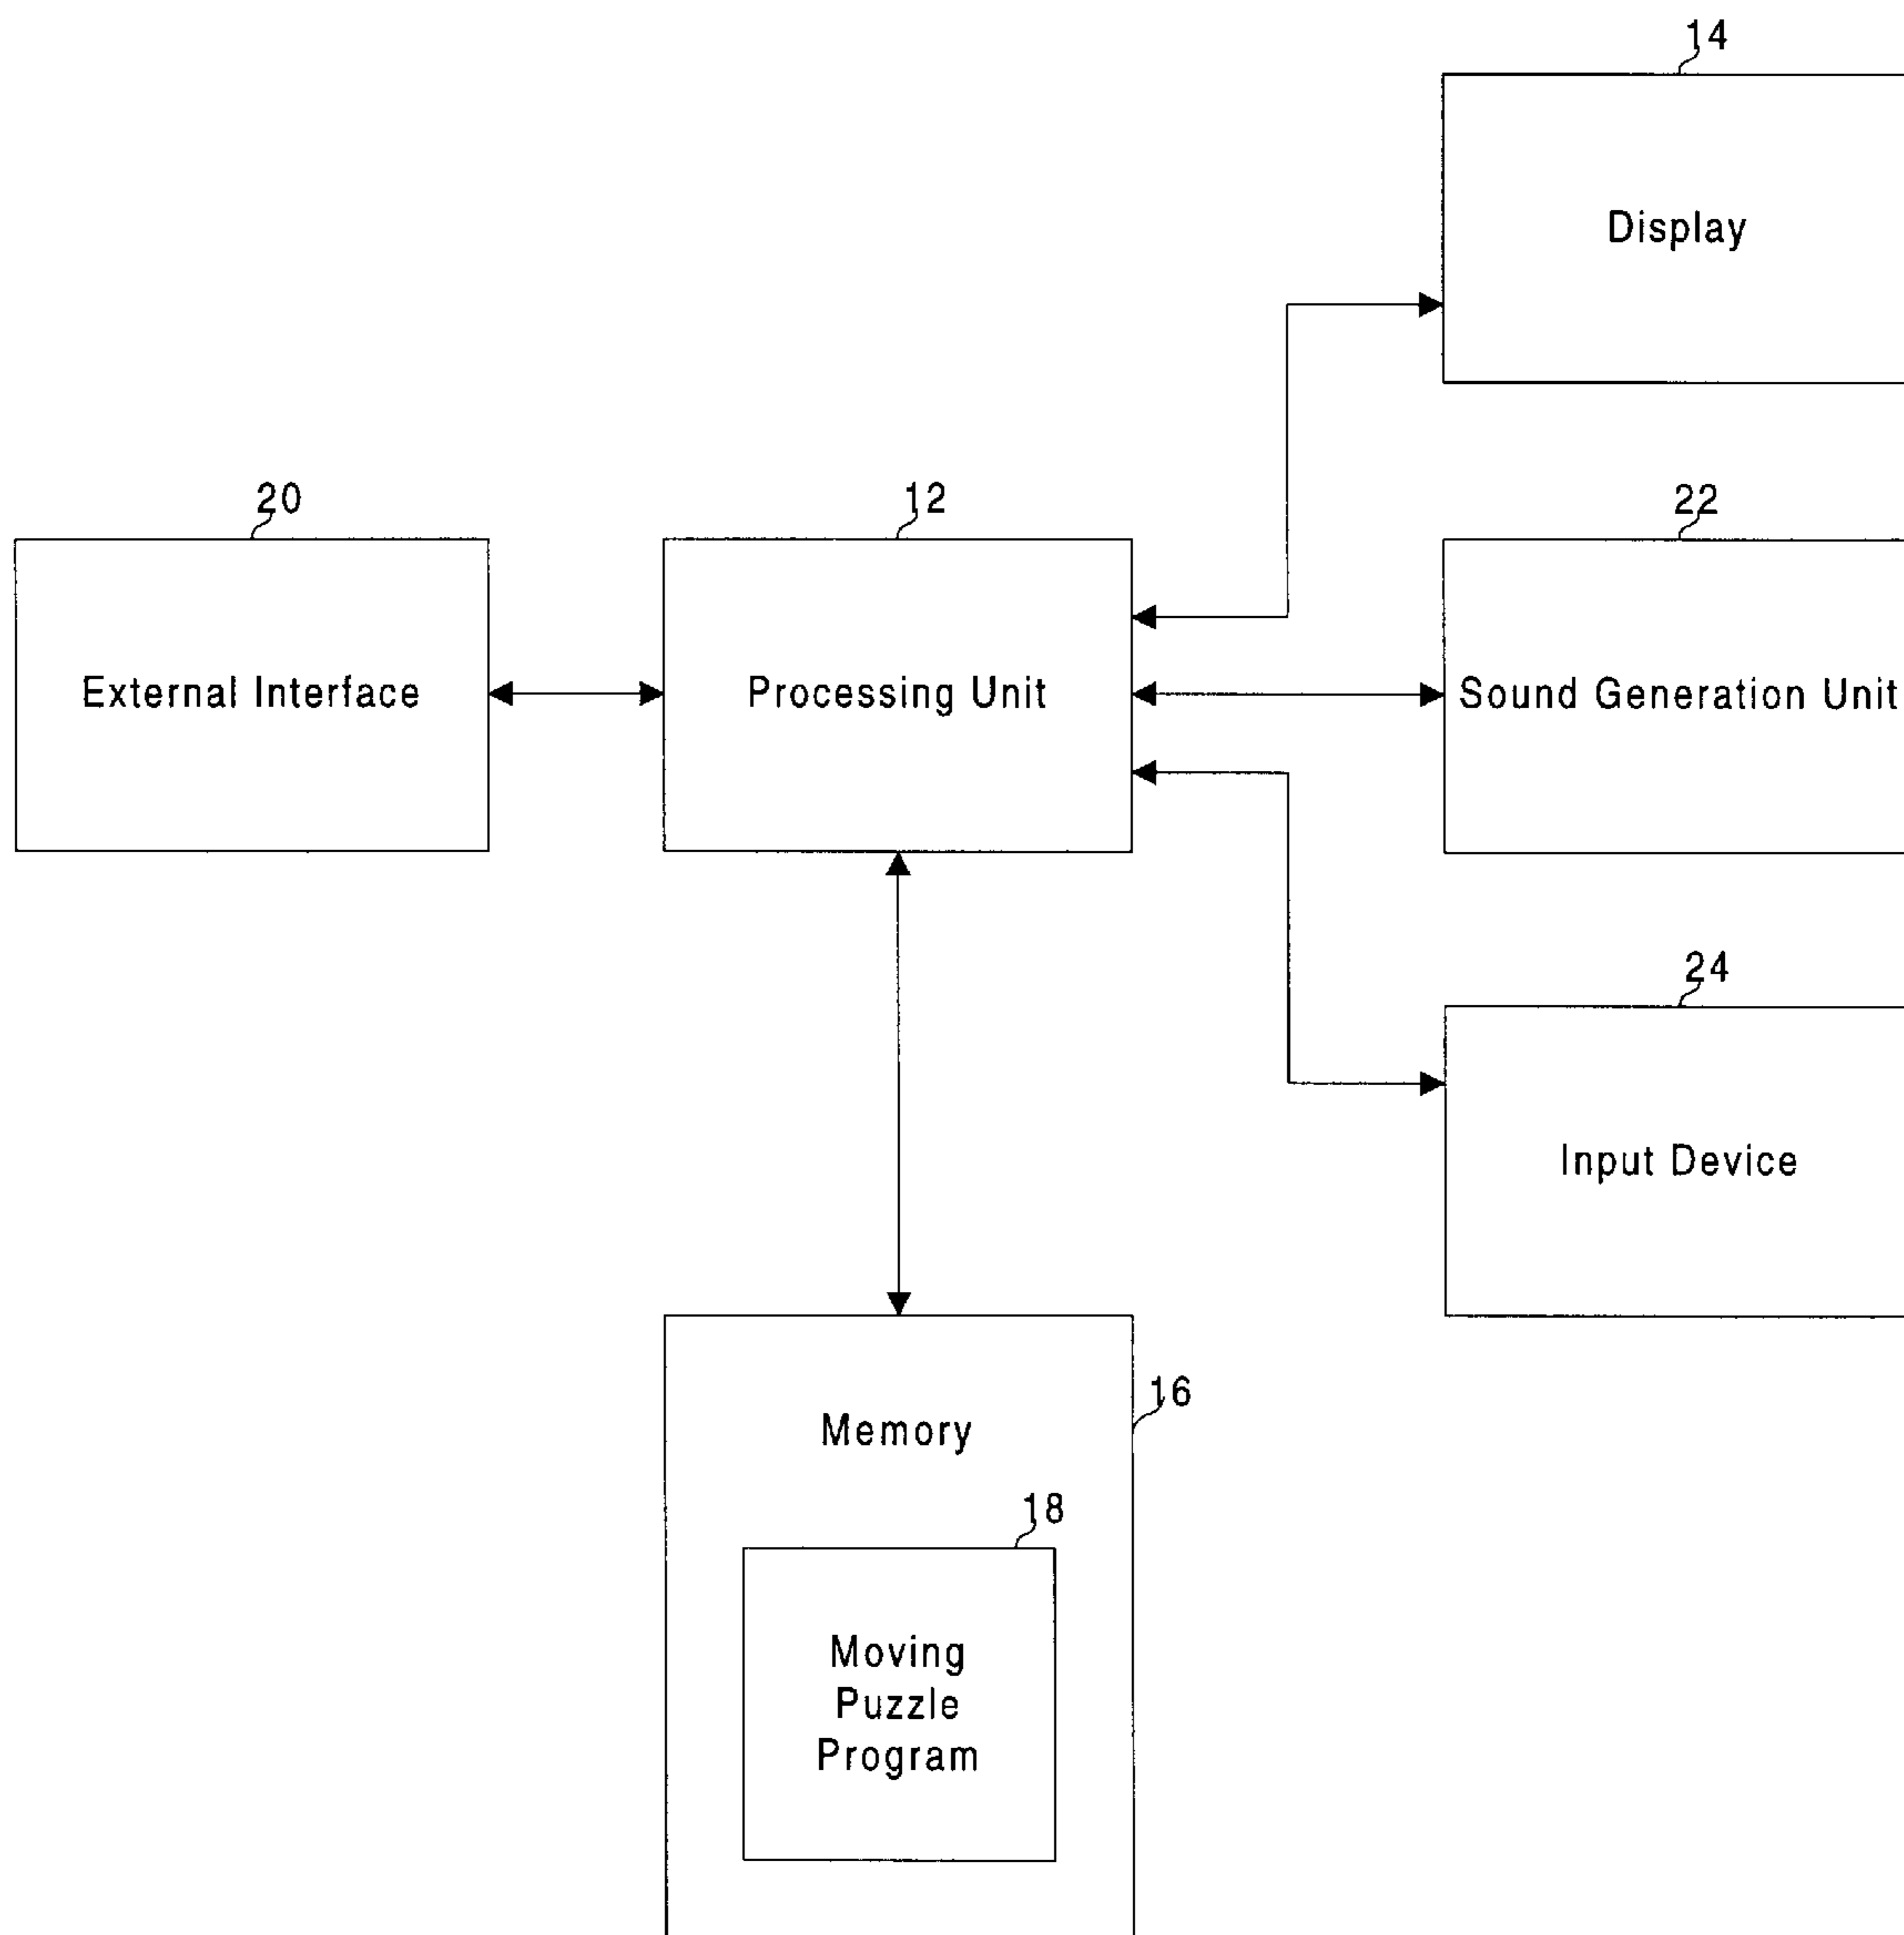 14
Display
20
12
22
External Interface
Processing Unit
Sound Generation Unit
24
Input Device
16
Memory
18
Moving
Puzzle
Program